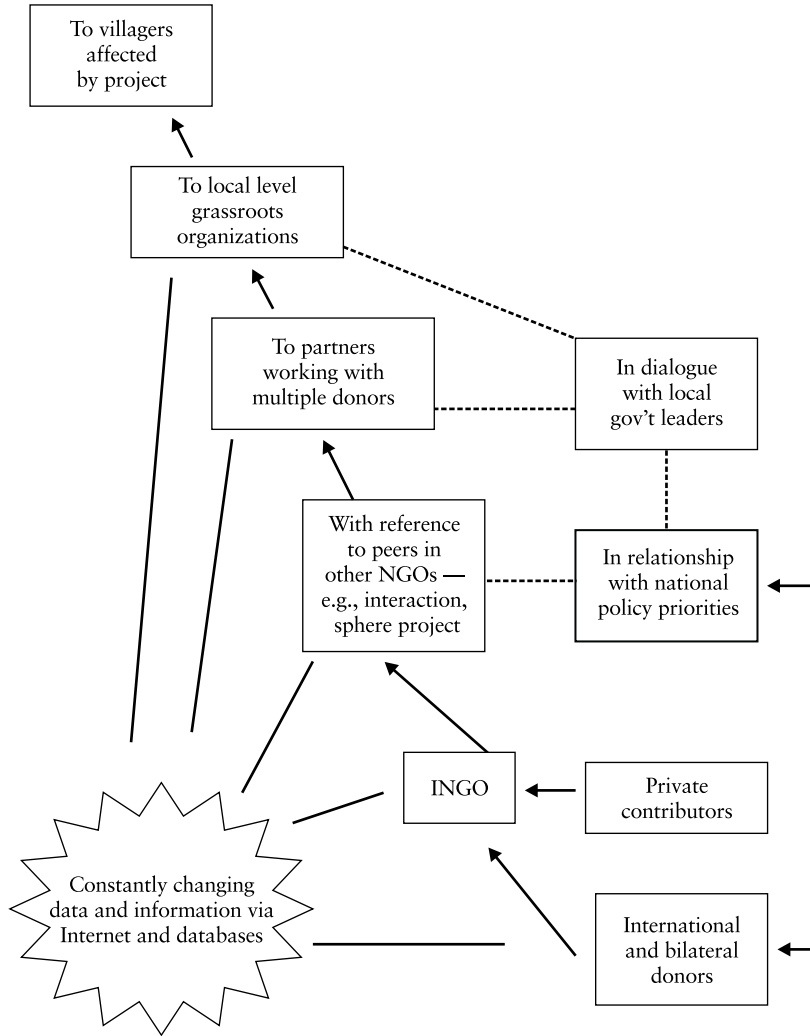 To villagers
affected
by project
To local level
grassroots
organizations
To partners
working with
multiple donors
In dialogue
with local
gov't leaders
With reference
to peers in
other NGOs —
e.g., interaction,
sphere project
In relationship
with national
policy priorities
INGO
Private
contributors
Constantly changing
data and information via
Internet and databases
International
and bilateral
donors